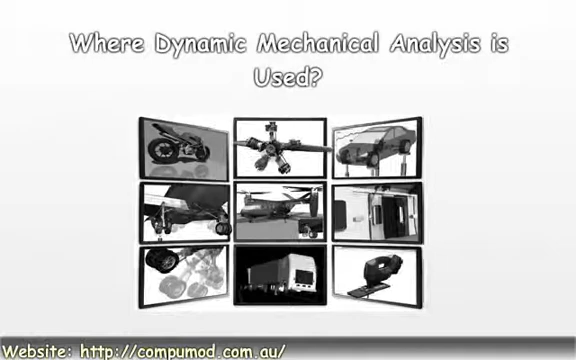 Where Dynamic Mechanical Analysis is
Used?
Website: http://compumod.com.au/